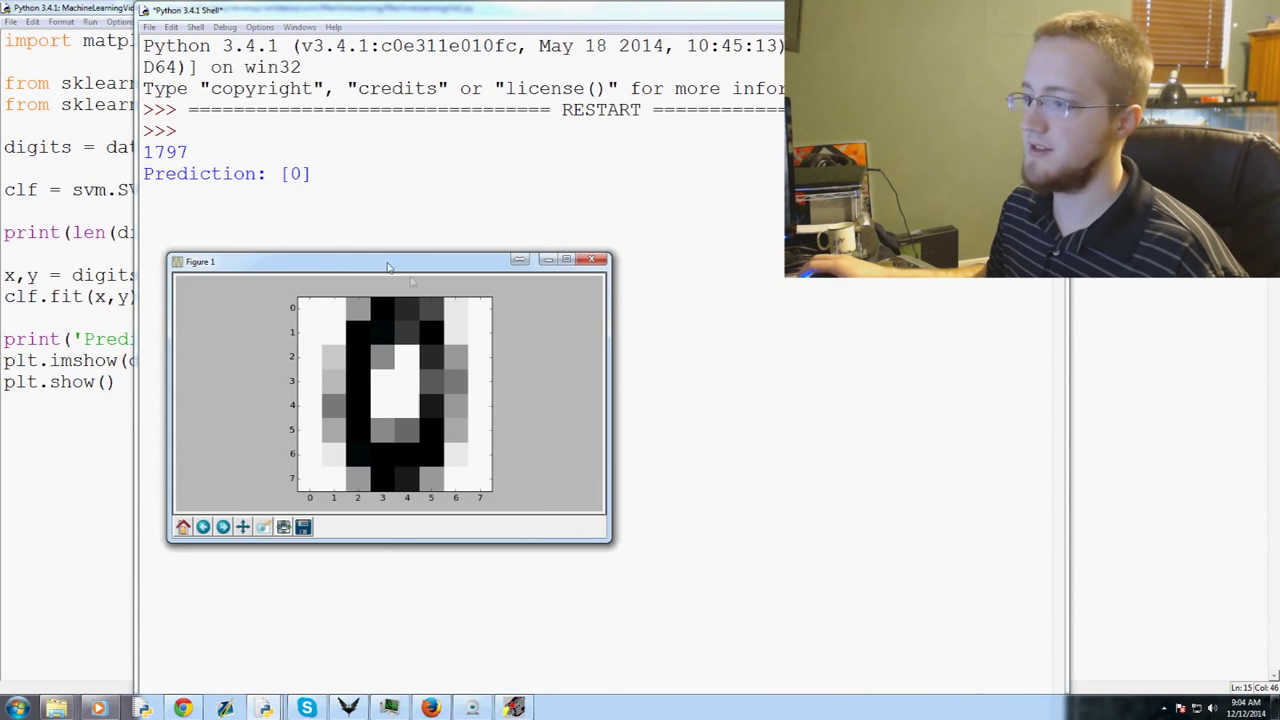 Python 3.4.1: MachineLearningVi
File Edit Format Run Options
import matpl
from sklearn
from sklearn
digits = dat
clf = svm.SV
print(len(di
x,y = digits
clf.fit(x,y)
print('Predi
plt.imshow(d
plt.show()
*Python 3.4.1 Shell*
File Edit Shell Debug Options Windows Help
Python 3.4.1 (v3.4.1:c0e311e010fc, May 18 2014, 10:45:13)
D64)] on win32
Type "copyright", "credits" or "license()" for more infor
>>> ================================ RESTART ============
>>>
1797
Prediction: [0]
Figure 1
0
1
2
3
4
5
6
7
0 1 2 3 4 5 6 7
Ln: 15 Col: 46
9:04 AM
12/12/2014